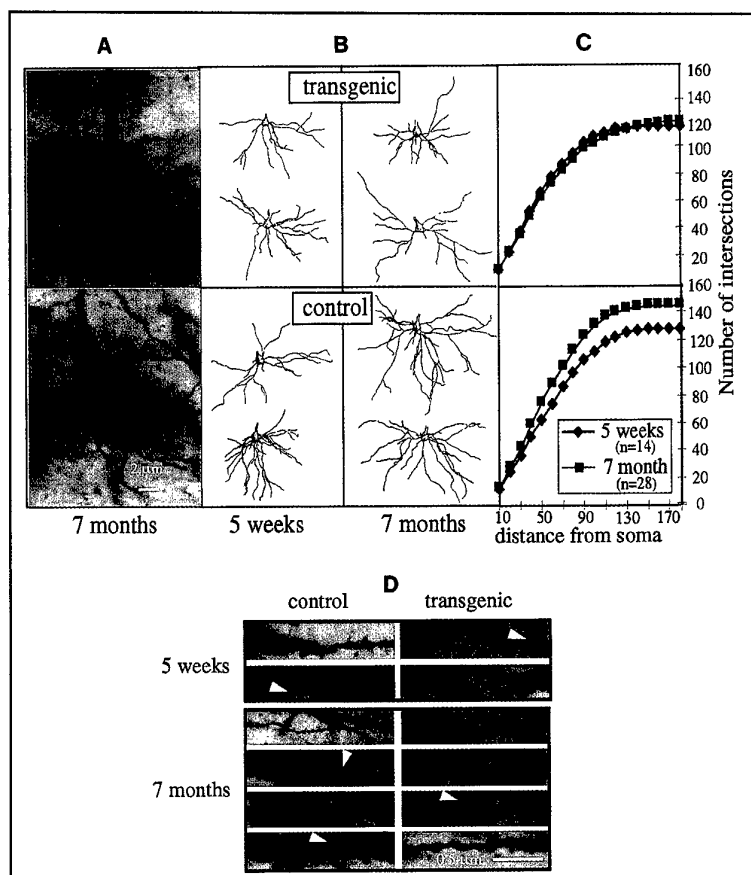 A B C
transgenic
160
140
120
100
80
60
40
20
160
control
140
120
100
80
60
40
20
0
Number of intersections
5 weeks
(n=14)
7 month
(n=28)
2 µm
10 50 90 130 170
7 months 5 weeks 7 months distance from soma
D
control transgenic
5 weeks
7 months
0.5µm